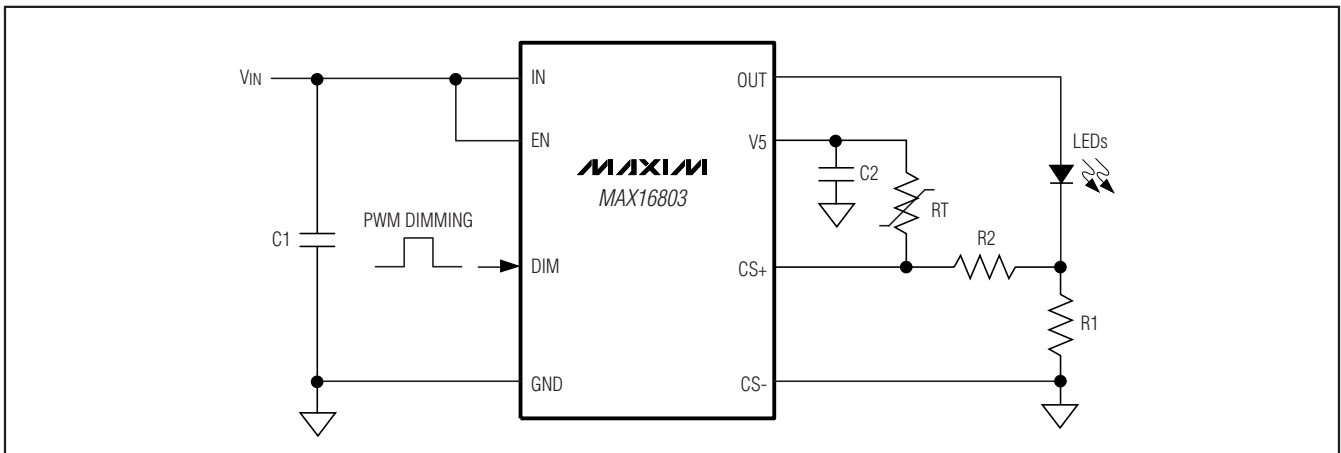 VIN
IN
OUT
EN
V5
LEDs
MAXIM
MAX16803
C2
RT
C1
PWM DIMMING
R2
DIM
CS+
R1
GND
CS-